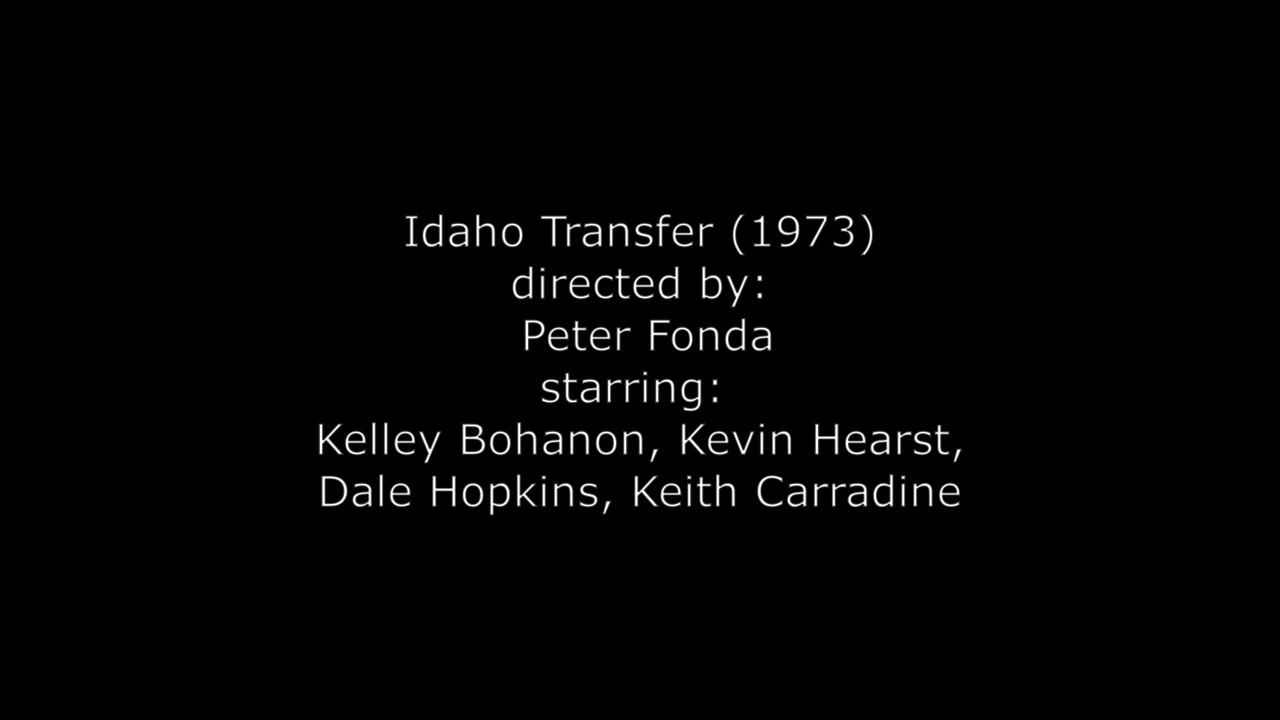 Idaho Transfer (1973)
directed by:
Peter Fonda
starring:
Kelley Bohanon, Kevin Hearst,
Dale Hopkins, Keith Carradine